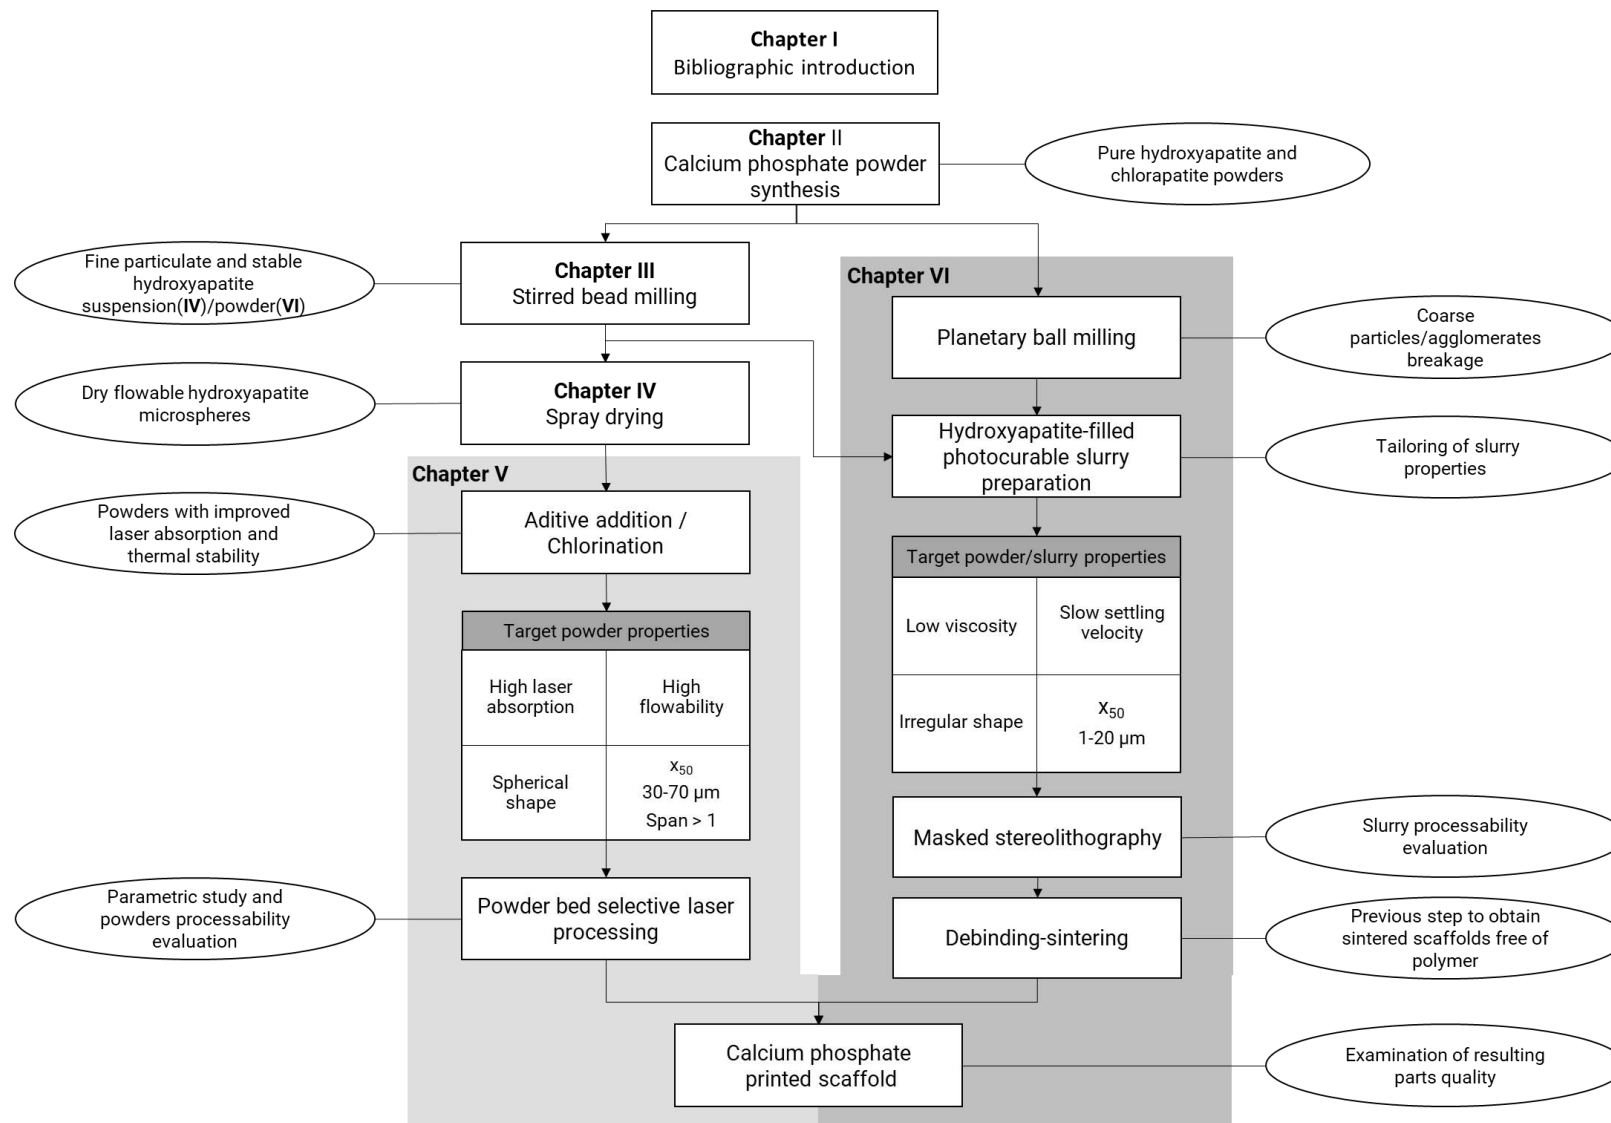 Chapter I
Bibliographic introduction
Chapter II
Calcium phosphate powder
synthesis
Pure hydroxyapatite and
chlorapatite powders
Fine particulate and stable
hydroxyapatite
suspension(IV)/powder(VI)
Chapter III
Stirred bead milling
Dry flowable hydroxyapatite
microspheres
Chapter IV
Spray drying
Chapter V
Powders with improved
laser absorption and
thermal stability
Aditive addition /
Chlorination
Target powder properties
High laser
absorption
High
flowability
Spherical
shape
x50
30-70 µm
Span > 1
Parametric study and
powders processability
evaluation
Powder bed selective laser
processing
Chapter VI
Planetary ball milling
Coarse
particles/agglomerates
breakage
Hydroxyapatite-filled
photocurable slurry
preparation
Tailoring of slurry
properties
Target powder/slurry properties
Low viscosity
Slow settling
velocity
Irregular shape
x50
1-20 µm
Masked stereolithography
Slurry processability
evaluation
Debinding-sintering
Previous step to obtain
sintered scaffolds free of
polymer
Calcium phosphate
printed scaffold
Examination of resulting
parts quality